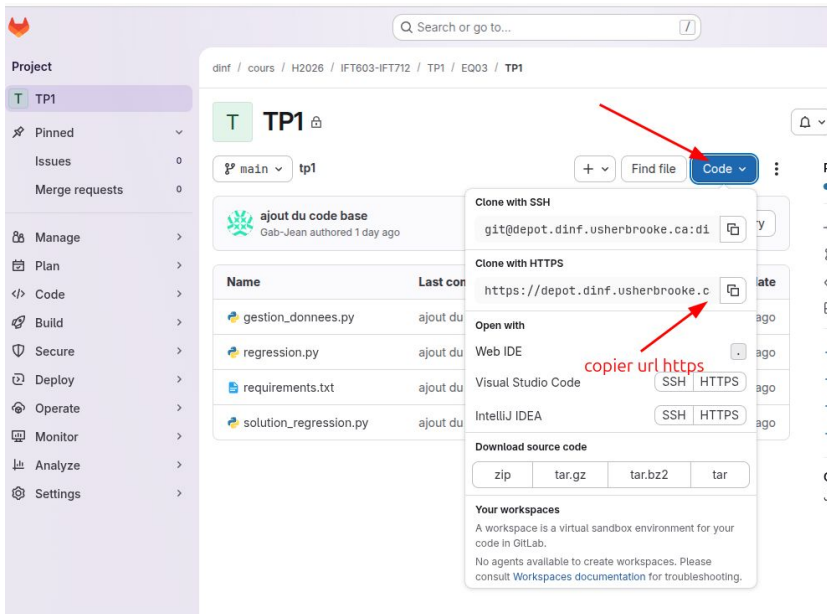 Search or go to...
/
Project
T TP1
Pinned
Issues 0
Merge requests 0
Manage
Plan
Code
Build
Secure
Deploy
Operate
Monitor
Analyze
Settings
dinf / cours / H2026 / IFT603-IFT712 / TP1 / EQ03 / TP1
T TP1
main tp1
+ Find file Code
ajout du code base
Gab-Jean authored 1 day ago
Name
gestion_donnees.py ajout du
regression.py ajout du
requirements.txt ajout du
solution_regression.py ajout du
Clone with SSH
git@depot.dinf.usherbrooke.ca:di
Clone with HTTPS
https://depot.dinf.usherbrooke.c
copier url https
Open with
Web IDE .
Visual Studio Code SSH HTTPS
IntelliJ IDEA SSH HTTPS
Download source code
zip tar.gz tar.bz2 tar
Your workspaces
A workspace is a virtual sandbox environment for your
code in GitLab.
No agents available to create workspaces. Please
consult Workspaces documentation for troubleshooting.
ago
ago
ago
ago